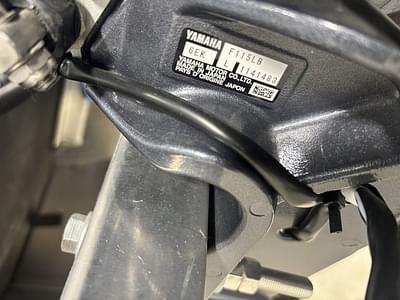 YAMAHA
F115LB
6EK L 1141483
YAMAHA MOTOR CO.,LTD.
MADE IN JAPAN
PAYS D'ORIGINE JAPON